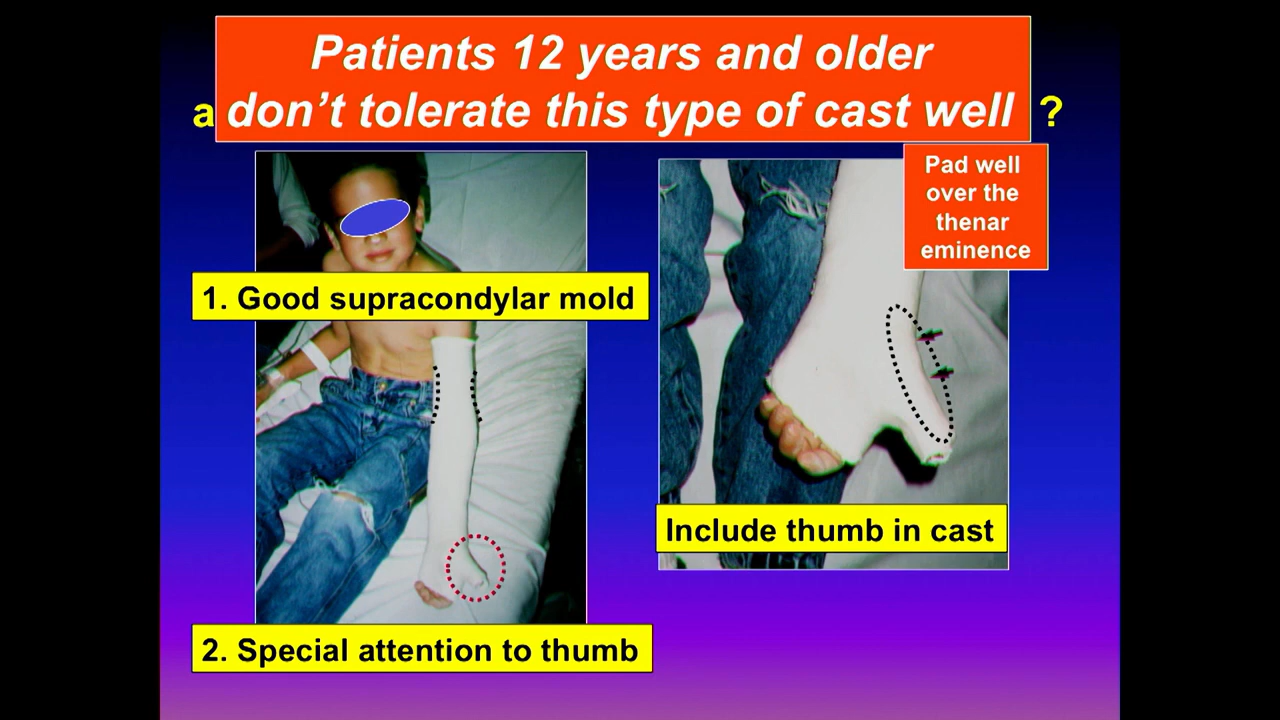 Patients 12 years and older
a don’t tolerate this type of cast well ?
Pad well
over the
thenar
eminence
1. Good supracondylar mold
Include thumb in cast
2. Special attention to thumb